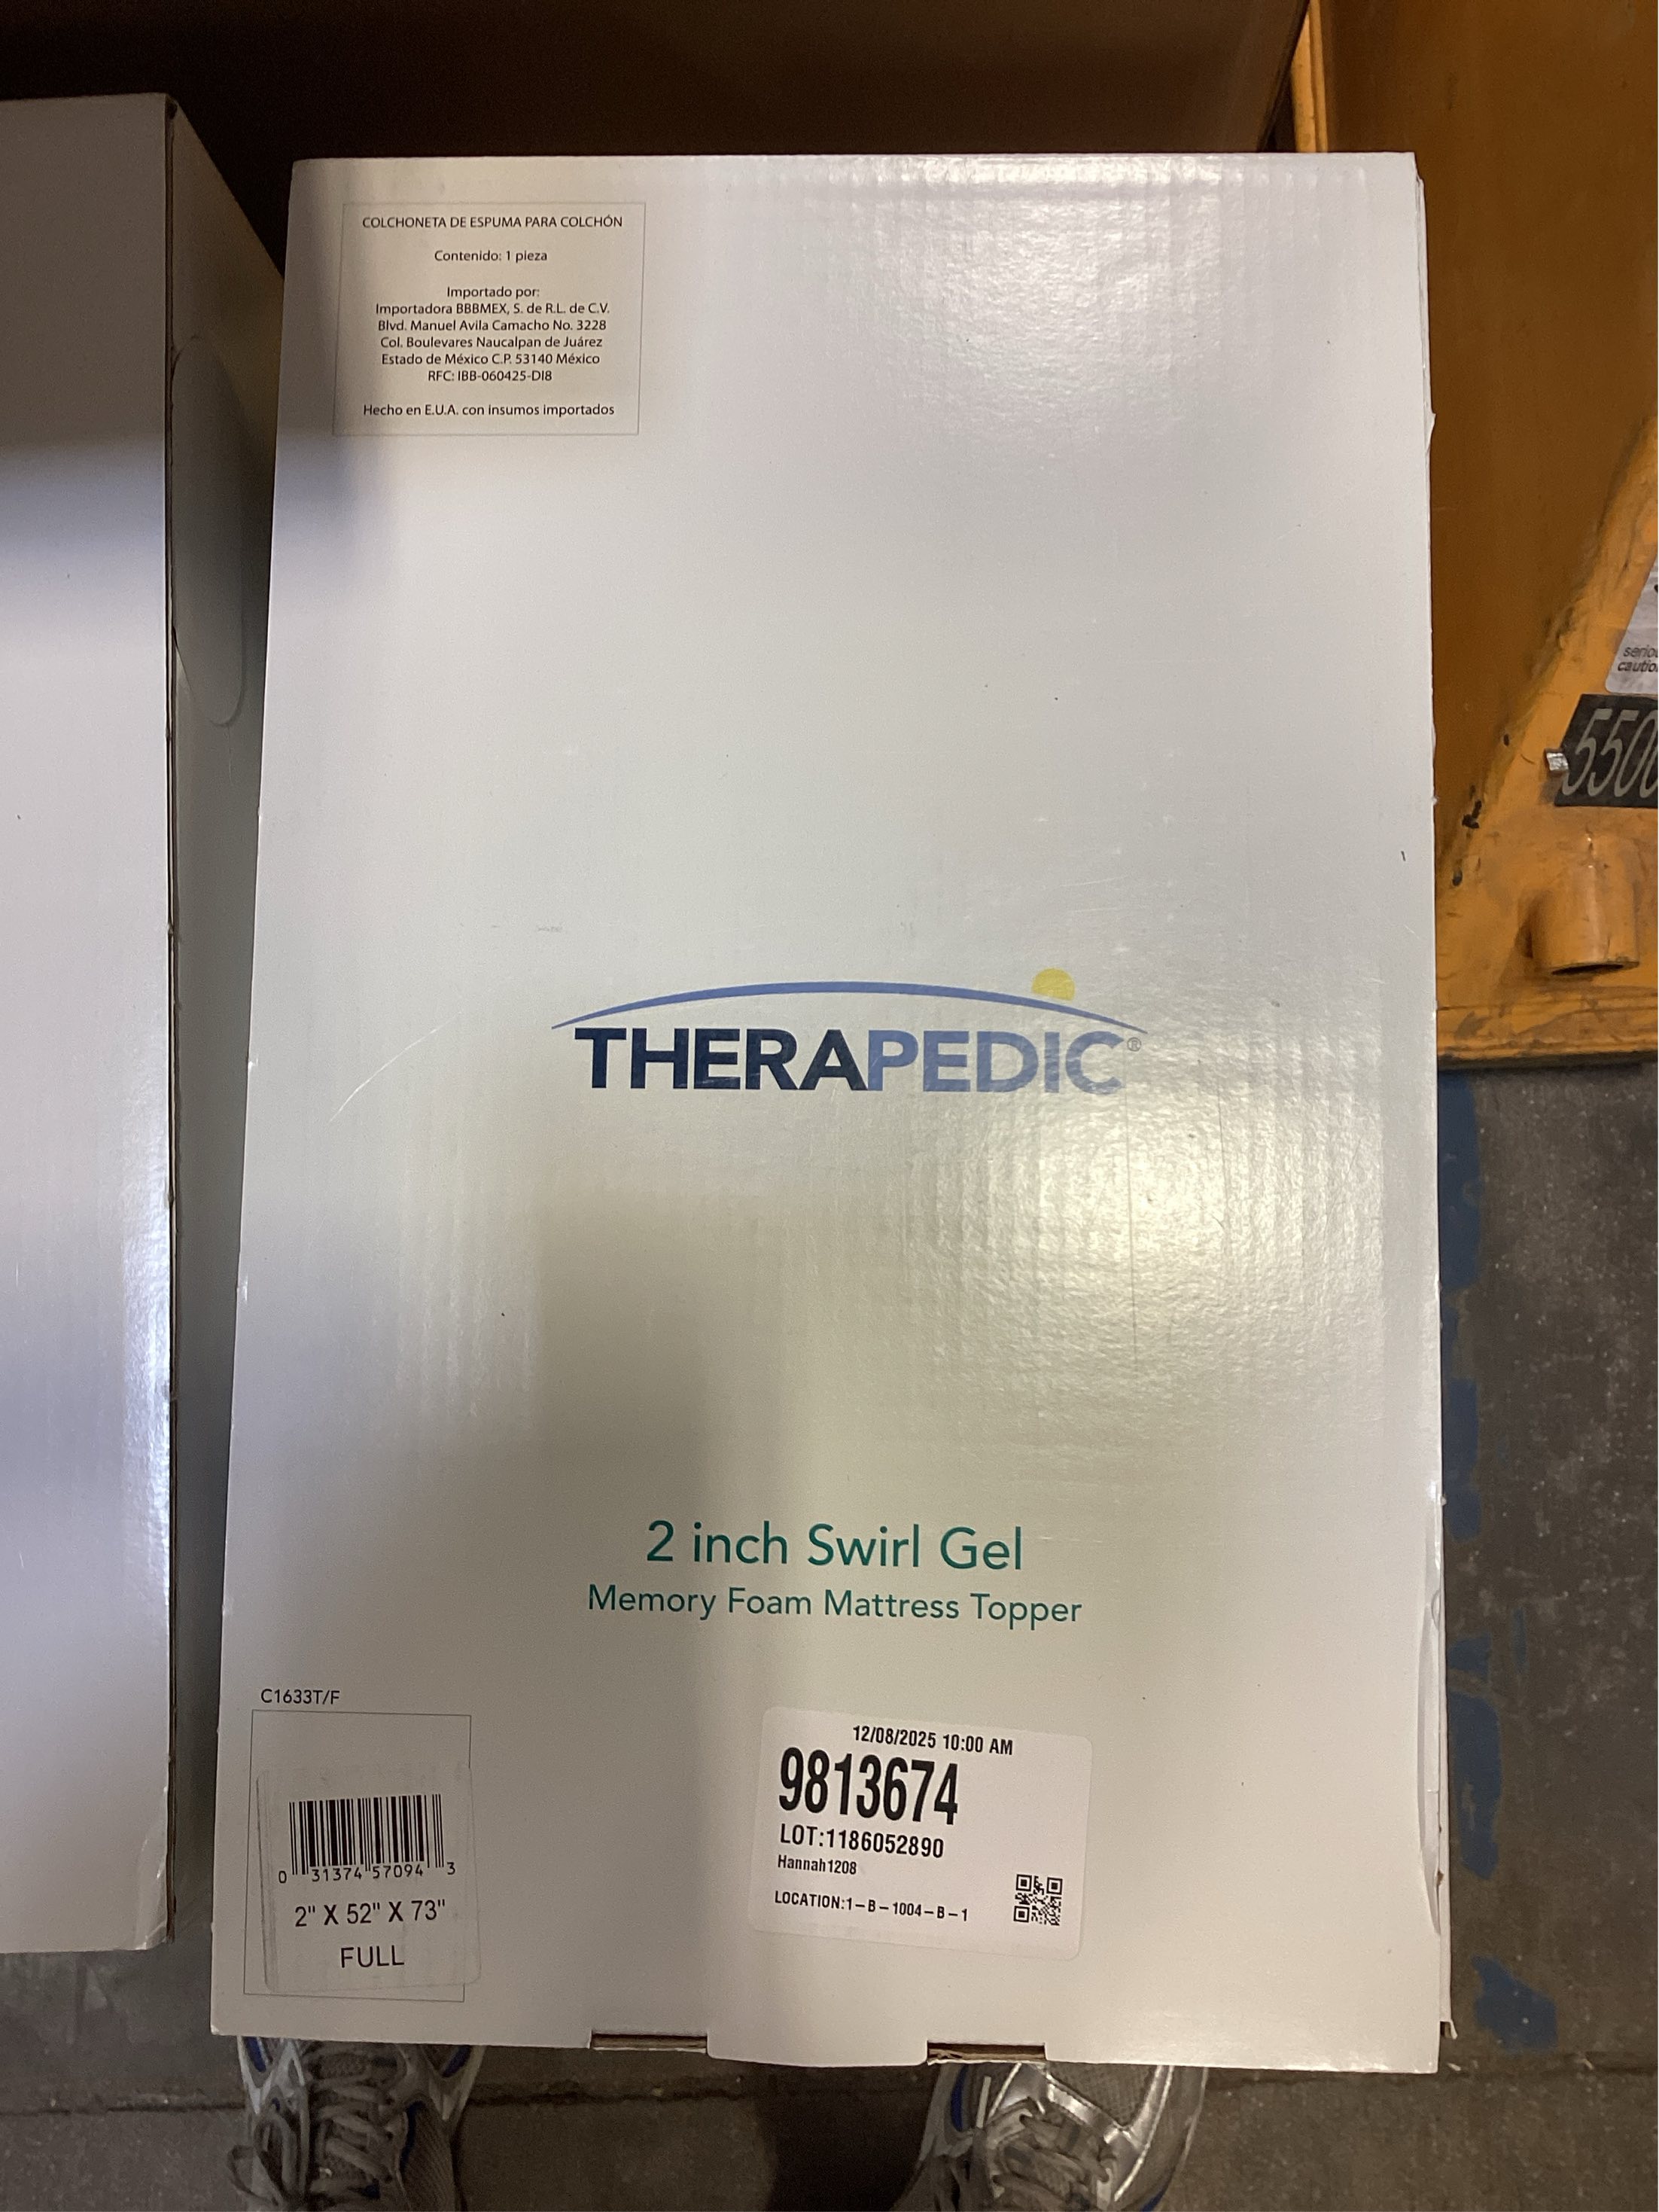 COLCHONETA DE ESPUMA PARA COLCHÓN
Contenido: 1 pieza
Importado por:
Importadora BBBMEX, S. de R.L. de C.V.
Blvd. Manuel Avila Camacho No. 3228
Col. Boulevares Naucalpan de Juárez
Estado de México C.P. 53140 México
RFC: IBB-060425-DI8
Hecho en E.U.A. con insumos importados
THERAPEDIC®
2 inch Swirl Gel
Memory Foam Mattress Topper
C1633T/F
0 31374 57094 3
2" X 52" X 73"
FULL
12/08/2025 10:00 AM
9813674
LOT:1186052890
Hannah1208
LOCATION:1-B-1004-B-1
5500